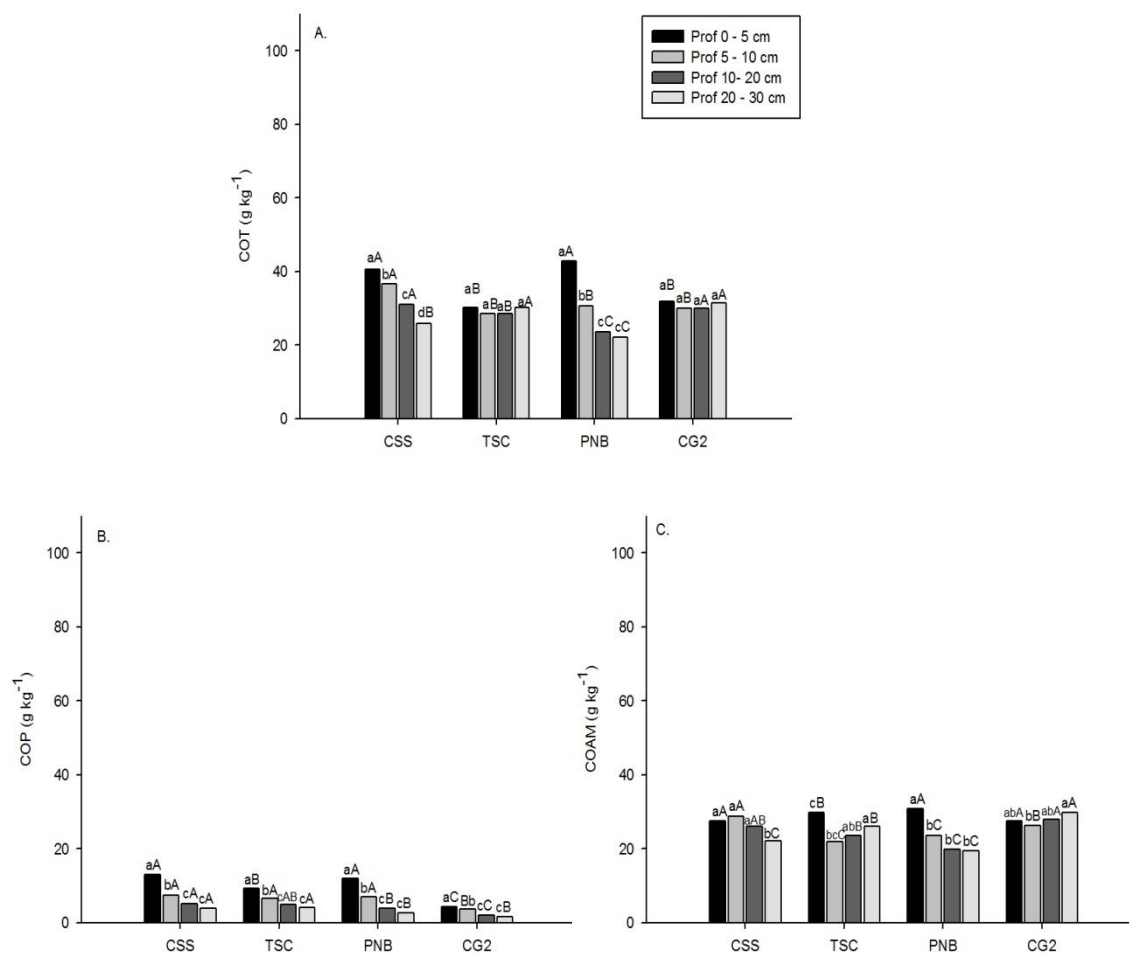 A.
Prof 0 - 5 cm
Prof 5 - 10 cm
Prof 10- 20 cm
Prof 20 - 30 cm
COT (g kg-1)
100
80
60
40
20
0
aA bA cA dB
aB aB aB aA
aA bB cC cC
aB aB aA aA
CSS TSC PNB CG2
B.
COP (g kg-1)
100
80
60
40
20
0
aA bA cA cA
aB bA cAB cA
aA bA cB cB
aC Bb cC cB
CSS TSC PNB CG2
C.
COAM (g kg-1)
100
80
60
40
20
0
aA aA aAB bC
cB bcC abB aB
aA bC bC bC
abA bB abA aA
CSS TSC PNB CG2